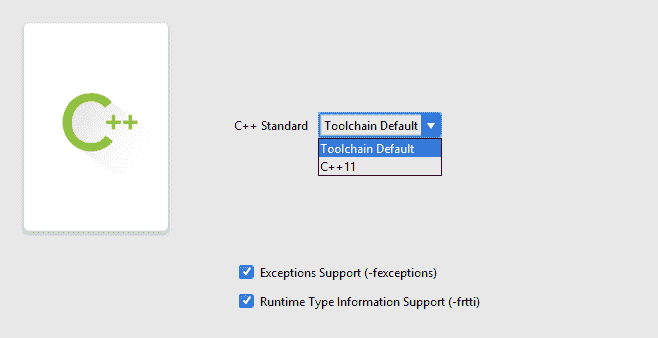 C++
C++ Standard
Toolchain Default
Toolchain Default
C++11
Exceptions Support (-fexceptions)
Runtime Type Information Support (-frtti)